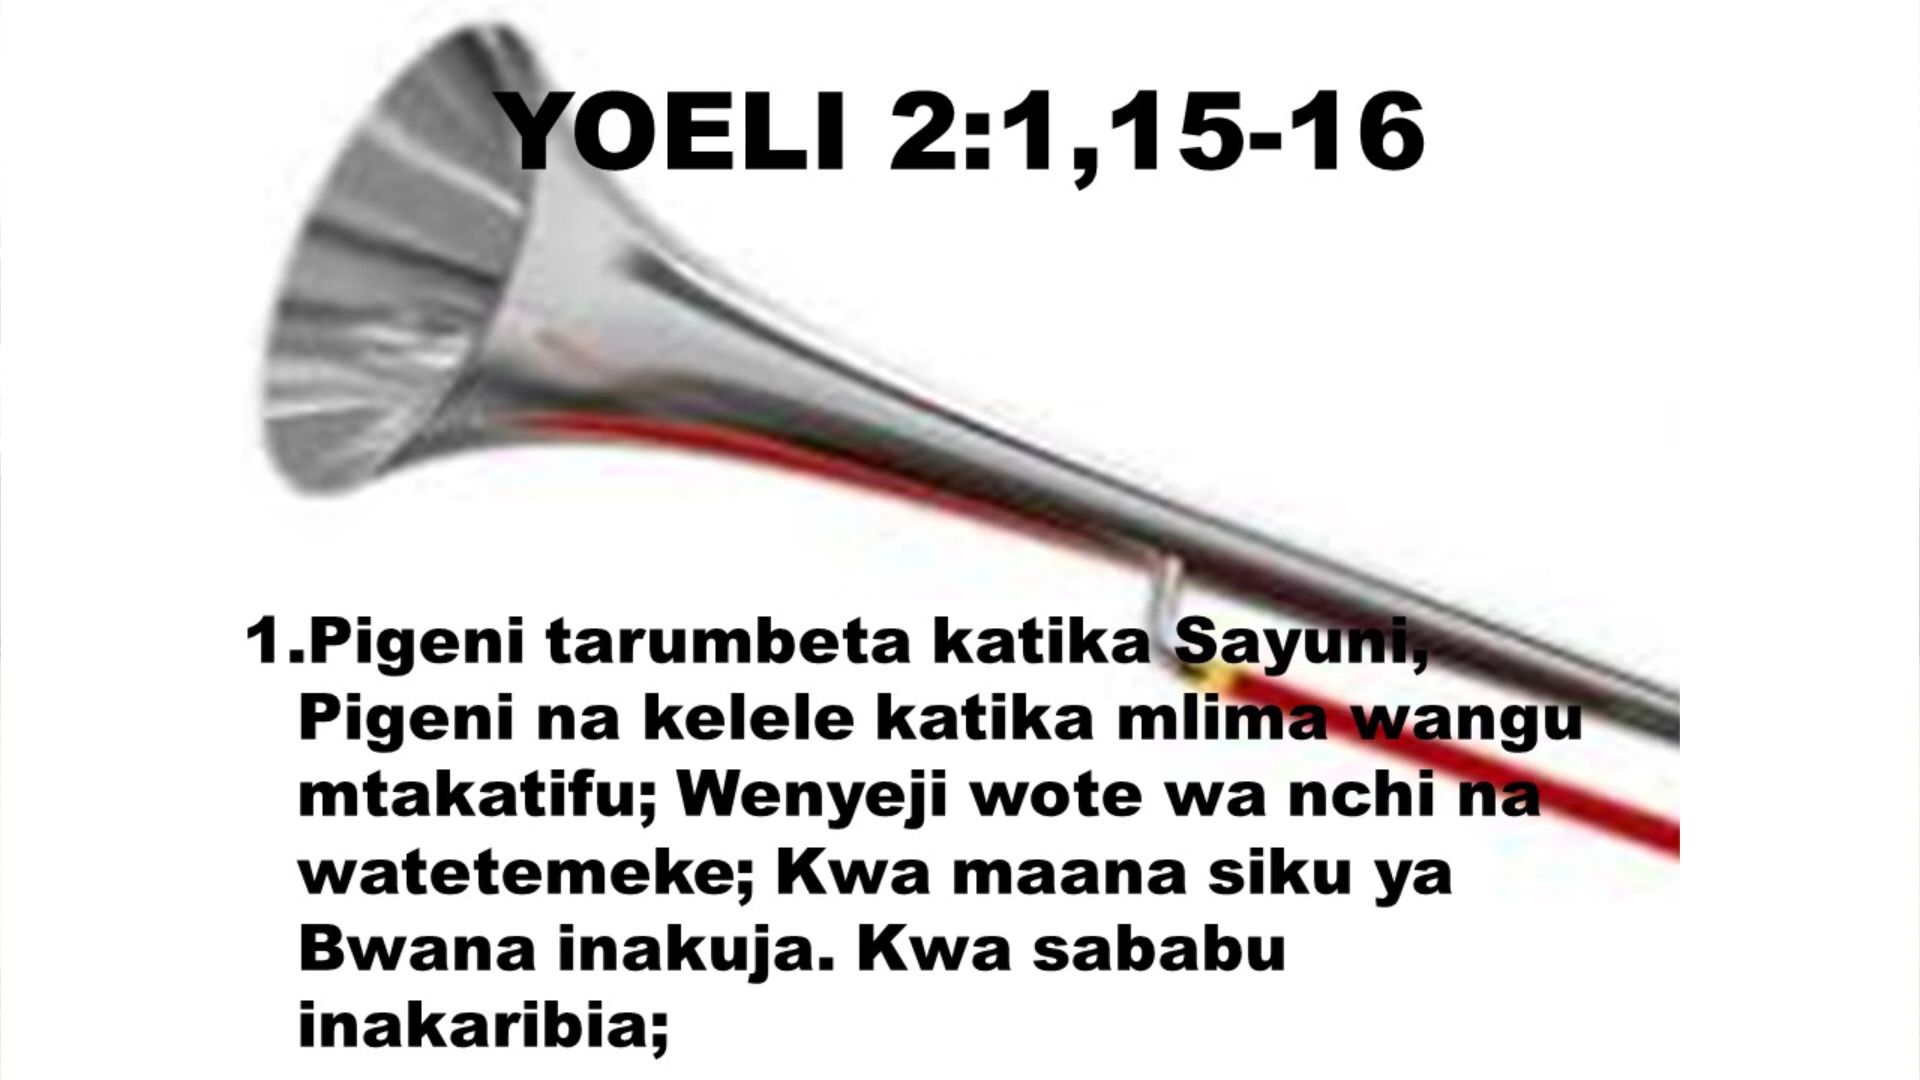 YOELI 2:1,15-16
1.Pigeni tarumbeta katika Sayuni,
Pigeni na kelele katika mlima wangu
mtakatifu; Wenyeji wote wa nchi na
watetemeke; Kwa maana siku ya
Bwana inakuja. Kwa sababu
inakaribia;